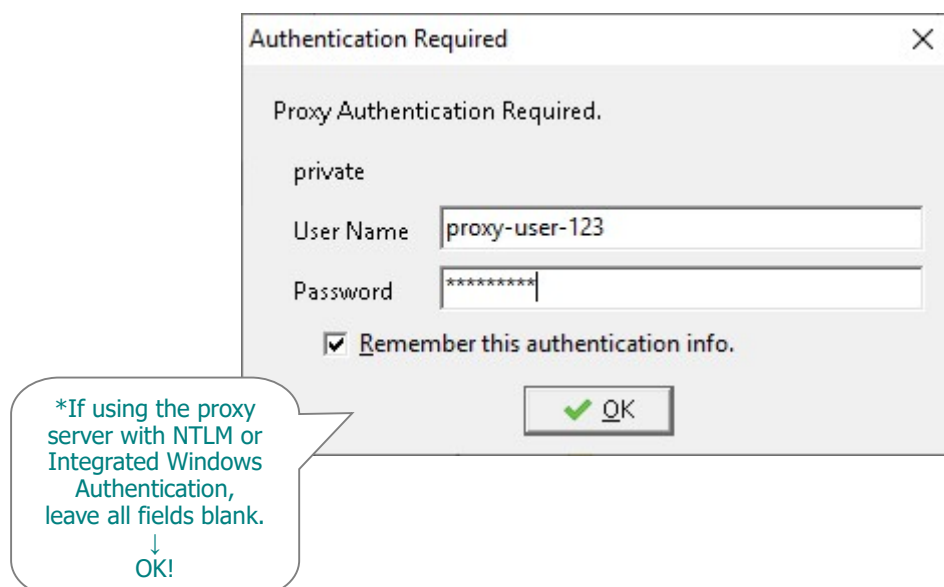 Authentication Required
Proxy Authentication Required.
private
User Name proxy-user-123
Password *********
Remember this authentication info.
OK
*If using the proxy
server with NTLM or
Integrated Windows
Authentication,
leave all fields blank.
↓
OK!